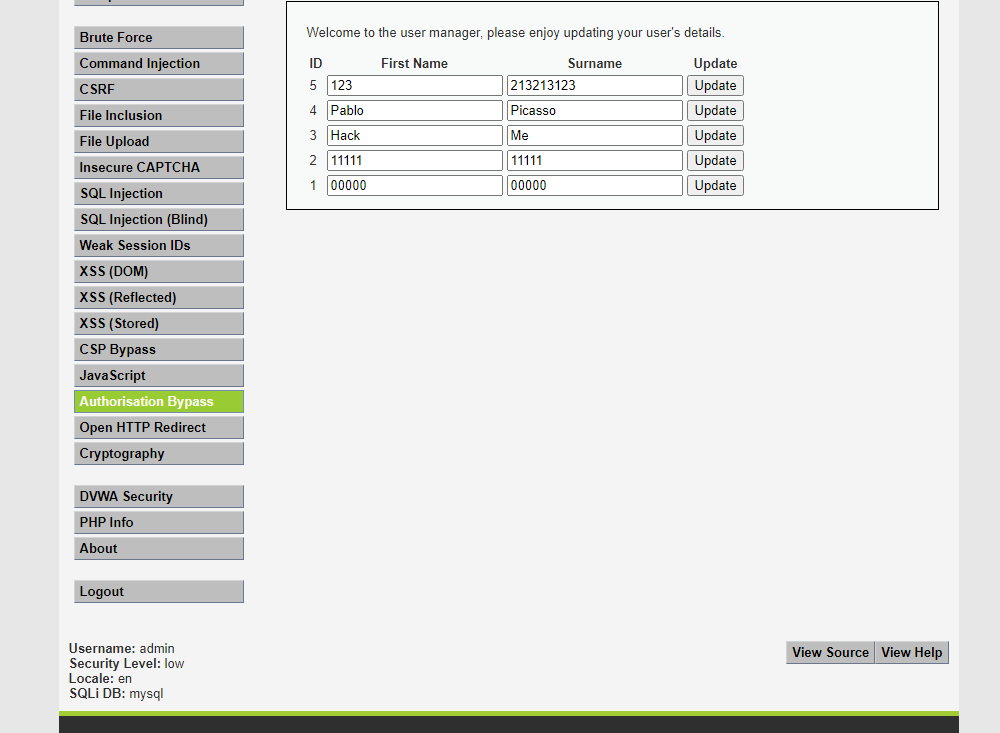 Brute Force
Command Injection
CSRF
File Inclusion
File Upload
Insecure CAPTCHA
SQL Injection
SQL Injection (Blind)
Weak Session IDs
XSS (DOM)
XSS (Reflected)
XSS (Stored)
CSP Bypass
JavaScript
Authorisation Bypass
Open HTTP Redirect
Cryptography
DVWA Security
PHP Info
About
Logout
Welcome to the user manager, please enjoy updating your user's details.
ID First Name Surname Update
5 123 213213123 Update
4 Pablo Picasso Update
3 Hack Me Update
2 11111 11111 Update
1 00000 00000 Update
Username: admin
Security Level: low
Locale: en
SQLi DB: mysql
View Source View Help